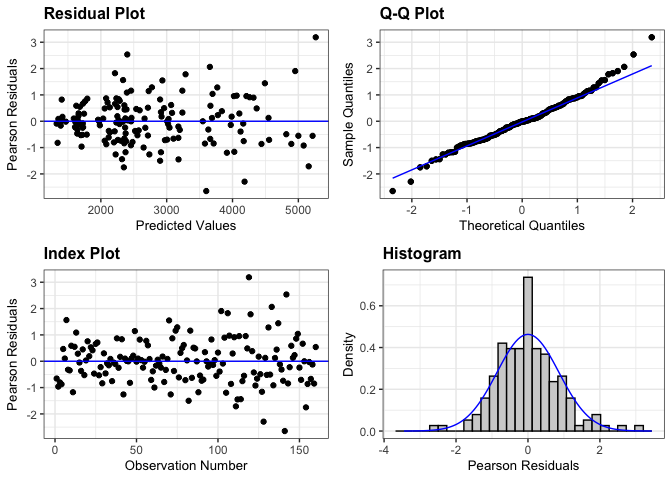 Residual Plot
Pearson Residuals
3
2
1
0
-1
-2
2000 3000 4000 5000
Predicted Values
Q-Q Plot
Sample Quantiles
3
2
1
0
-1
-2
-2 -1 0 1 2
Theoretical Quantiles
Index Plot
Pearson Residuals
3
2
1
0
-1
-2
0 50 100 150
Observation Number
Histogram
Density
0.6
0.4
0.2
0.0
-4 -2 0 2
Pearson Residuals